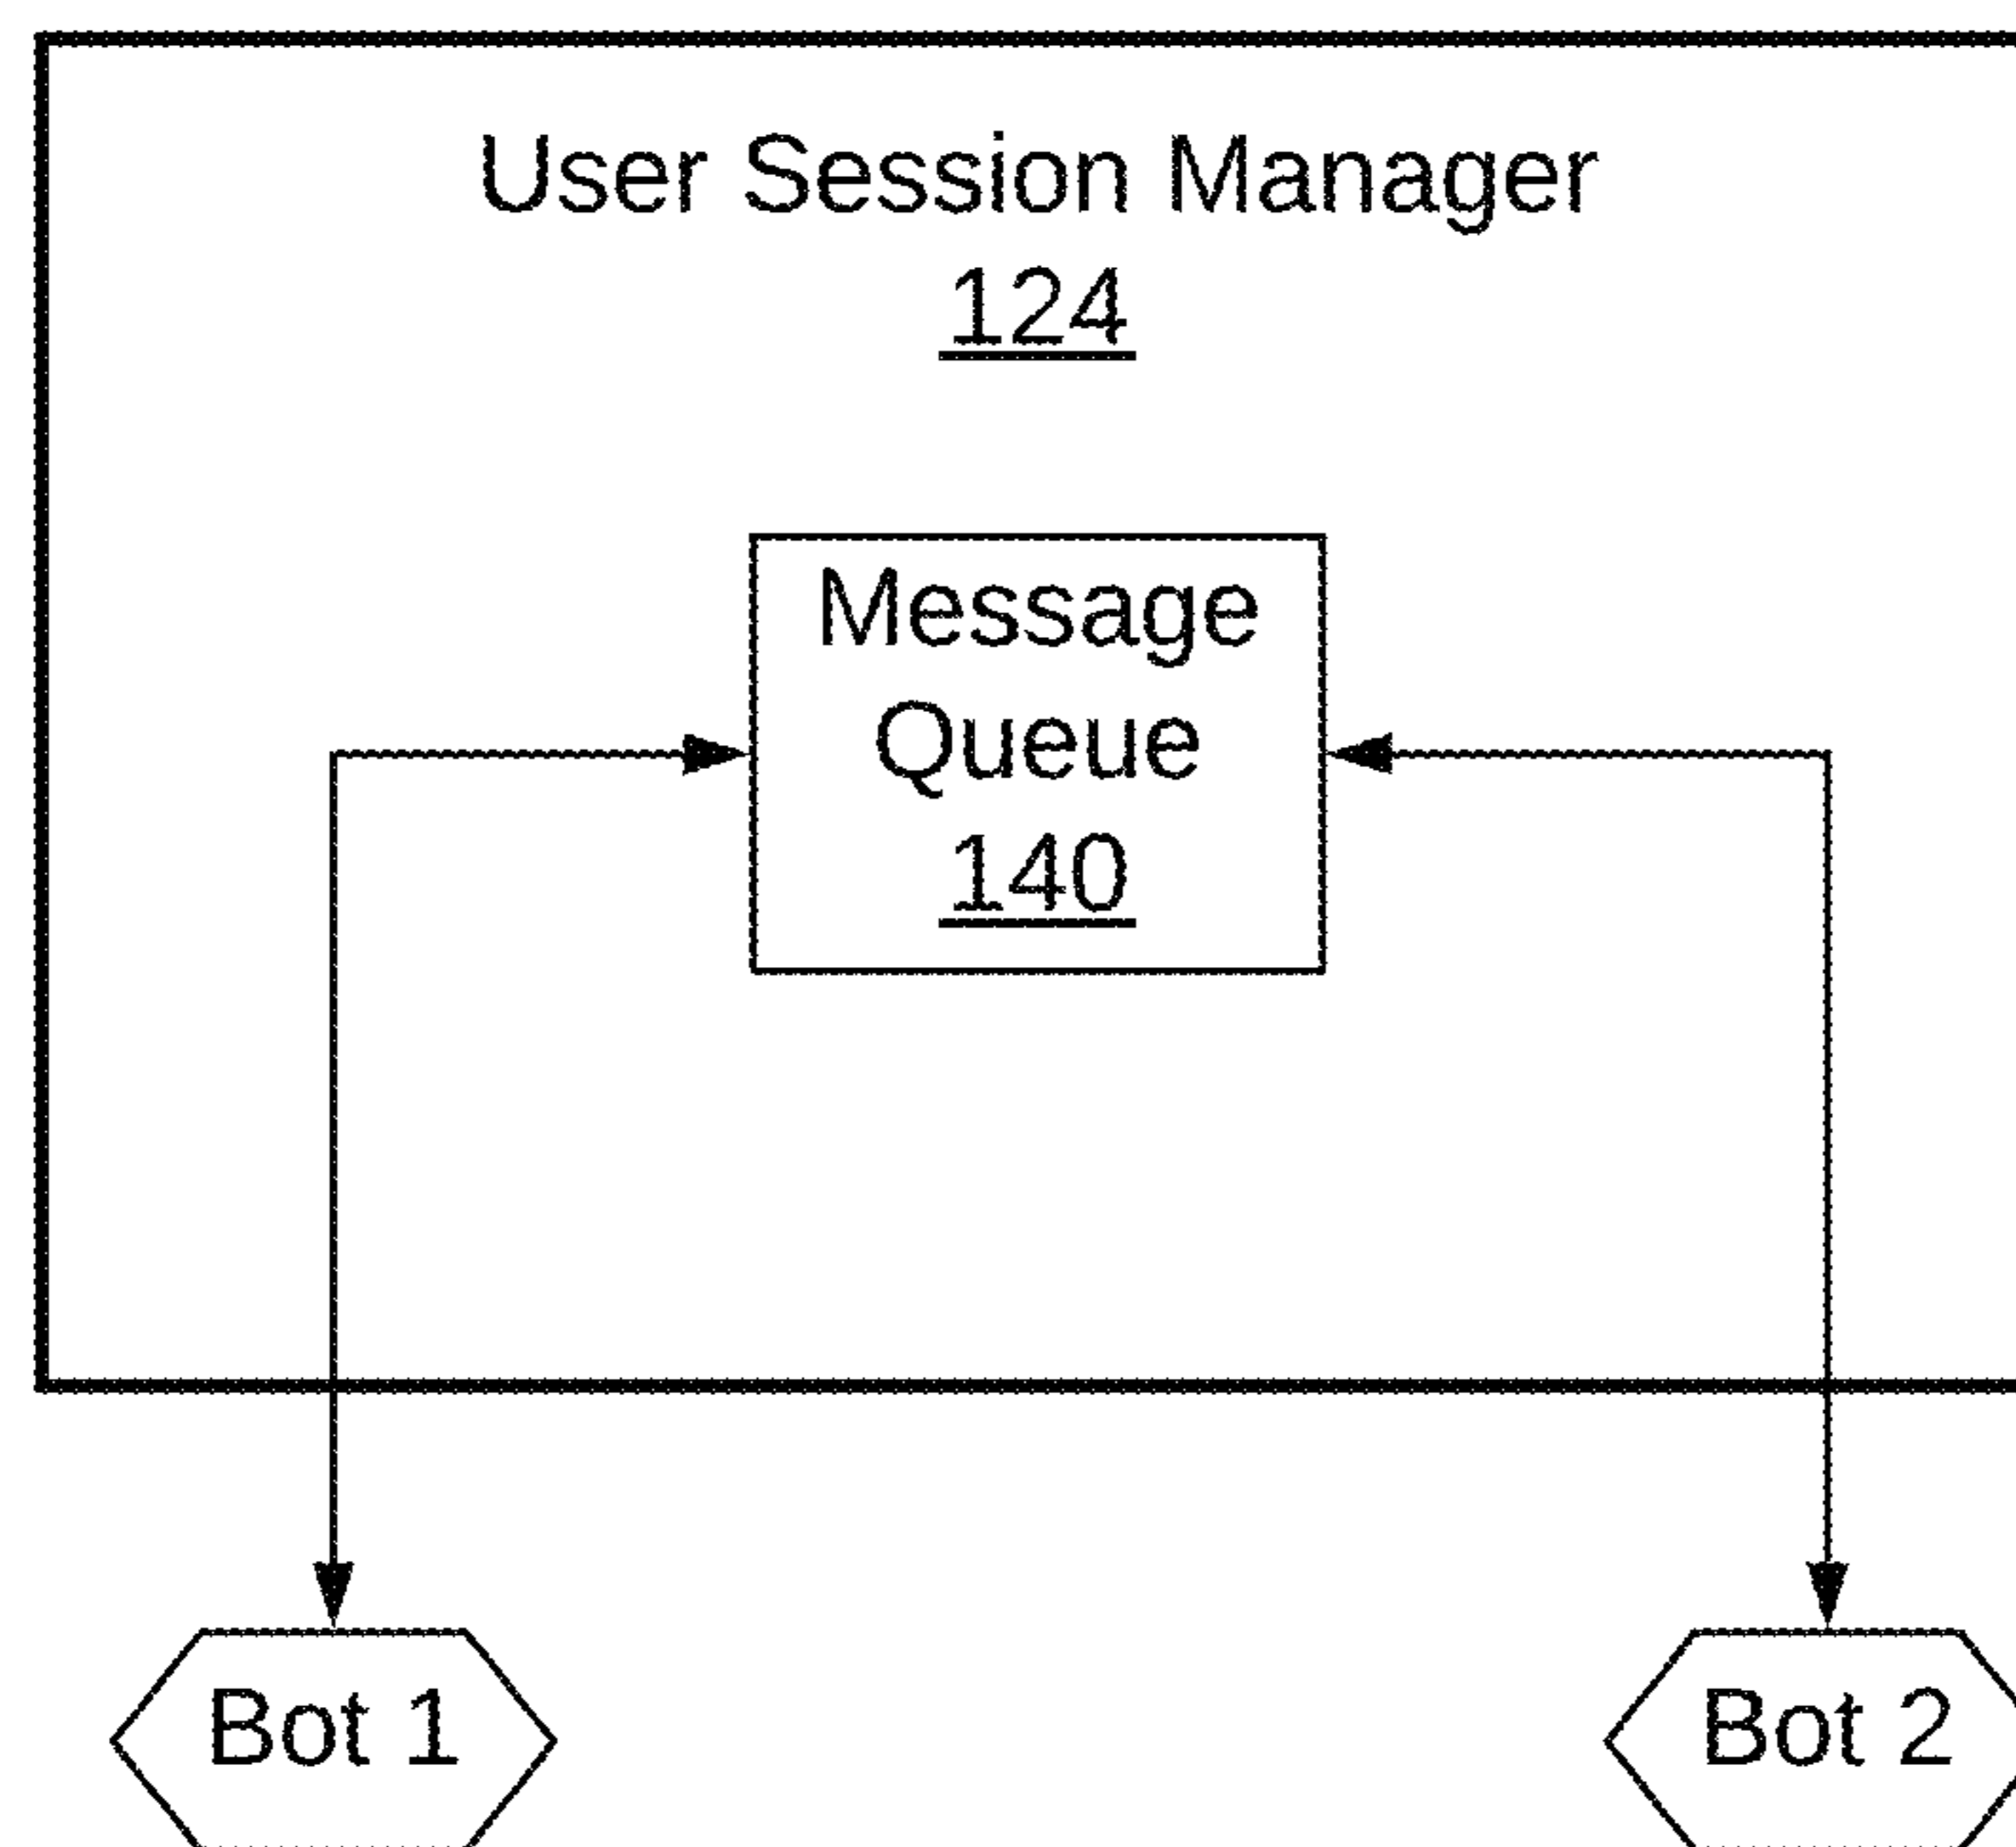 User Session Manager
124
Message
Queue
140
Bot 1
Bot 2